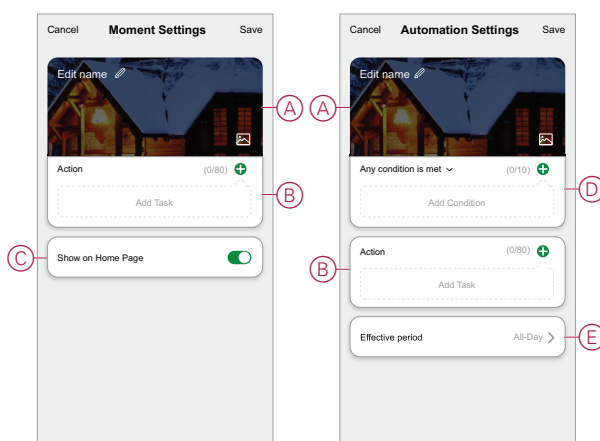 Cancel Moment Settings Save
Edit name
A
Action (0/80)
Add Task
B
C
Show on Home Page
Cancel Automation Settings Save
Edit name
A
Any condition is met (0/10)
Add Condition
D
Action (0/80)
Add Task
B
Effective period All-Day
E